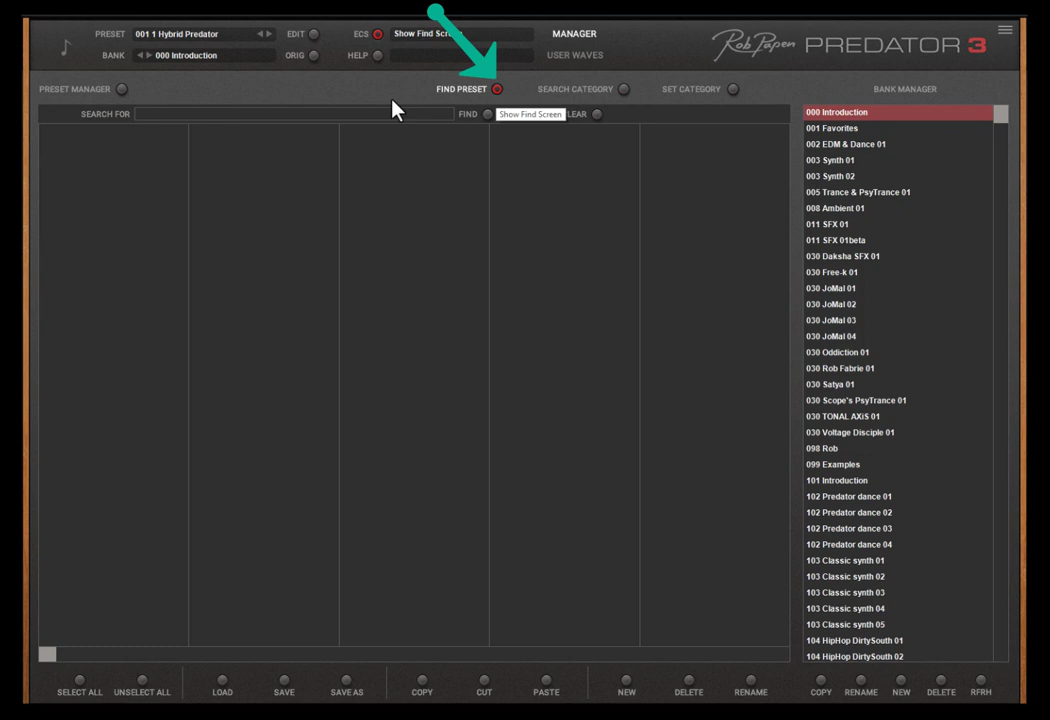 PRESET 001 1 Hybrid Predator EDIT ECS Show Find Scr MANAGER
BANK 000 Introduction ORIG HELP USER WAVES
Rob Papen PREDATOR 3
PRESET MANAGER FIND PRESET SEARCH CATEGORY SET CATEGORY BANK MANAGER
SEARCH FOR FIND Show Find Screen LEAR
000 Introduction
001 Favorites
002 EDM & Dance 01
003 Synth 01
003 Synth 02
005 Trance & PsyTrance 01
008 Ambient 01
011 SFX 01
011 SFX 01beta
030 Daksha SFX 01
030 Free-k 01
030 JoMal 01
030 JoMal 02
030 JoMal 03
030 JoMal 04
030 Oddiction 01
030 Rob Fabrie 01
030 Satya 01
030 Scope's PsyTrance 01
030 TONAL AXiS 01
030 Voltage Disciple 01
098 Rob
099 Examples
101 Introduction
102 Predator dance 01
102 Predator dance 02
102 Predator dance 03
102 Predator dance 04
103 Classic synth 01
103 Classic synth 02
103 Classic synth 03
103 Classic synth 04
103 Classic synth 05
104 HipHop DirtySouth 01
104 HipHop DirtySouth 02
SELECT ALL UNSELECT ALL LOAD SAVE SAVE AS COPY CUT PASTE NEW DELETE RENAME COPY RENAME NEW DELETE RFRH